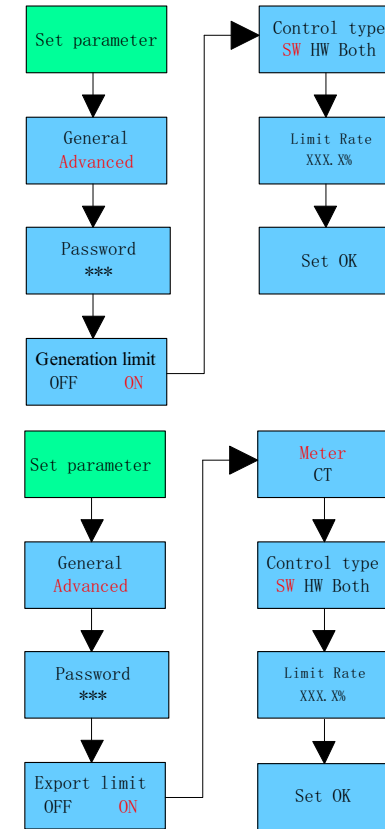 Set parameter
General
Advanced
Password
***
Generation limit
OFF ON
Control type
SW HW Both
Limit Rate
XXX.X%
Set OK
Set parameter
General
Advanced
Password
***
Export limit
OFF ON
Meter
CT
Control type
SW HW Both
Limit Rate
XXX.X%
Set OK